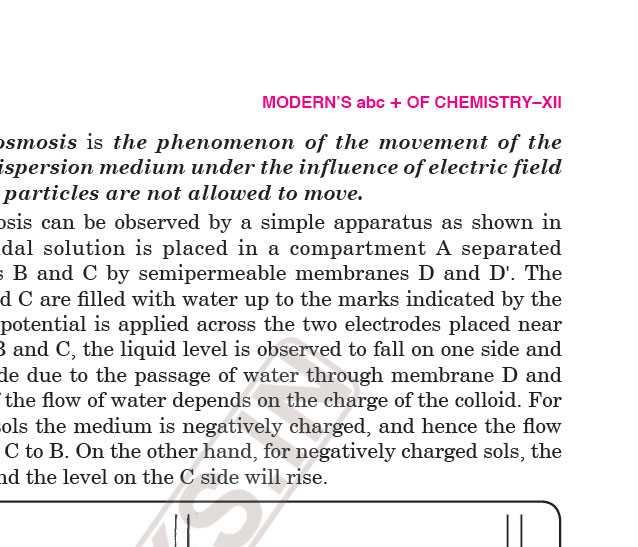 MODERN'S abc + OF CHEMISTRY–XII
osmosis is the phenomenon of the movement of the
ispersion medium under the influence of electric field
particles are not allowed to move.
osis can be observed by a simple apparatus as shown in
dal solution is placed in a compartment A separated
s B and C by semipermeable membranes D and D'. The
d C are filled with water up to the marks indicated by the
potential is applied across the two electrodes placed near
B and C, the liquid level is observed to fall on one side and
de due to the passage of water through membrane D and
the flow of water depends on the charge of the colloid. For
sols the medium is negatively charged, and hence the flow
C to B. On the other hand, for negatively charged sols, the
nd the level on the C side will rise.